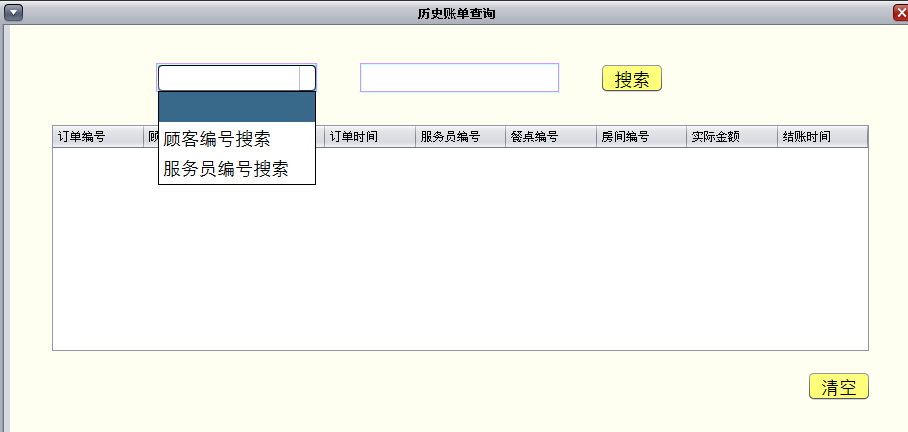 历史账单查询
搜索
订单编号 顾 订单时间 服务员编号 餐桌编号 房间编号 实际金额 结账时间
顾客编号搜索
服务员编号搜索
清空